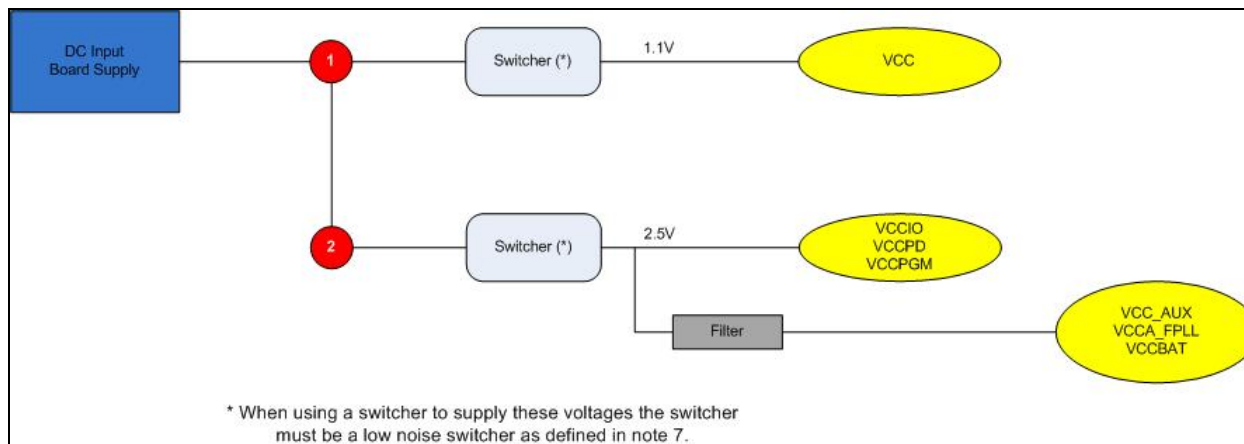 DC Input
Board Supply
1
Switcher (*)
1.1V
VCC
2
Switcher (*)
2.5V
VCCIO
VCCPD
VCCPGM
Filter
VCC_AUX
VCCA_FPLL
VCCBAT
* When using a switcher to supply these voltages the switcher
must be a low noise switcher as defined in note 7.